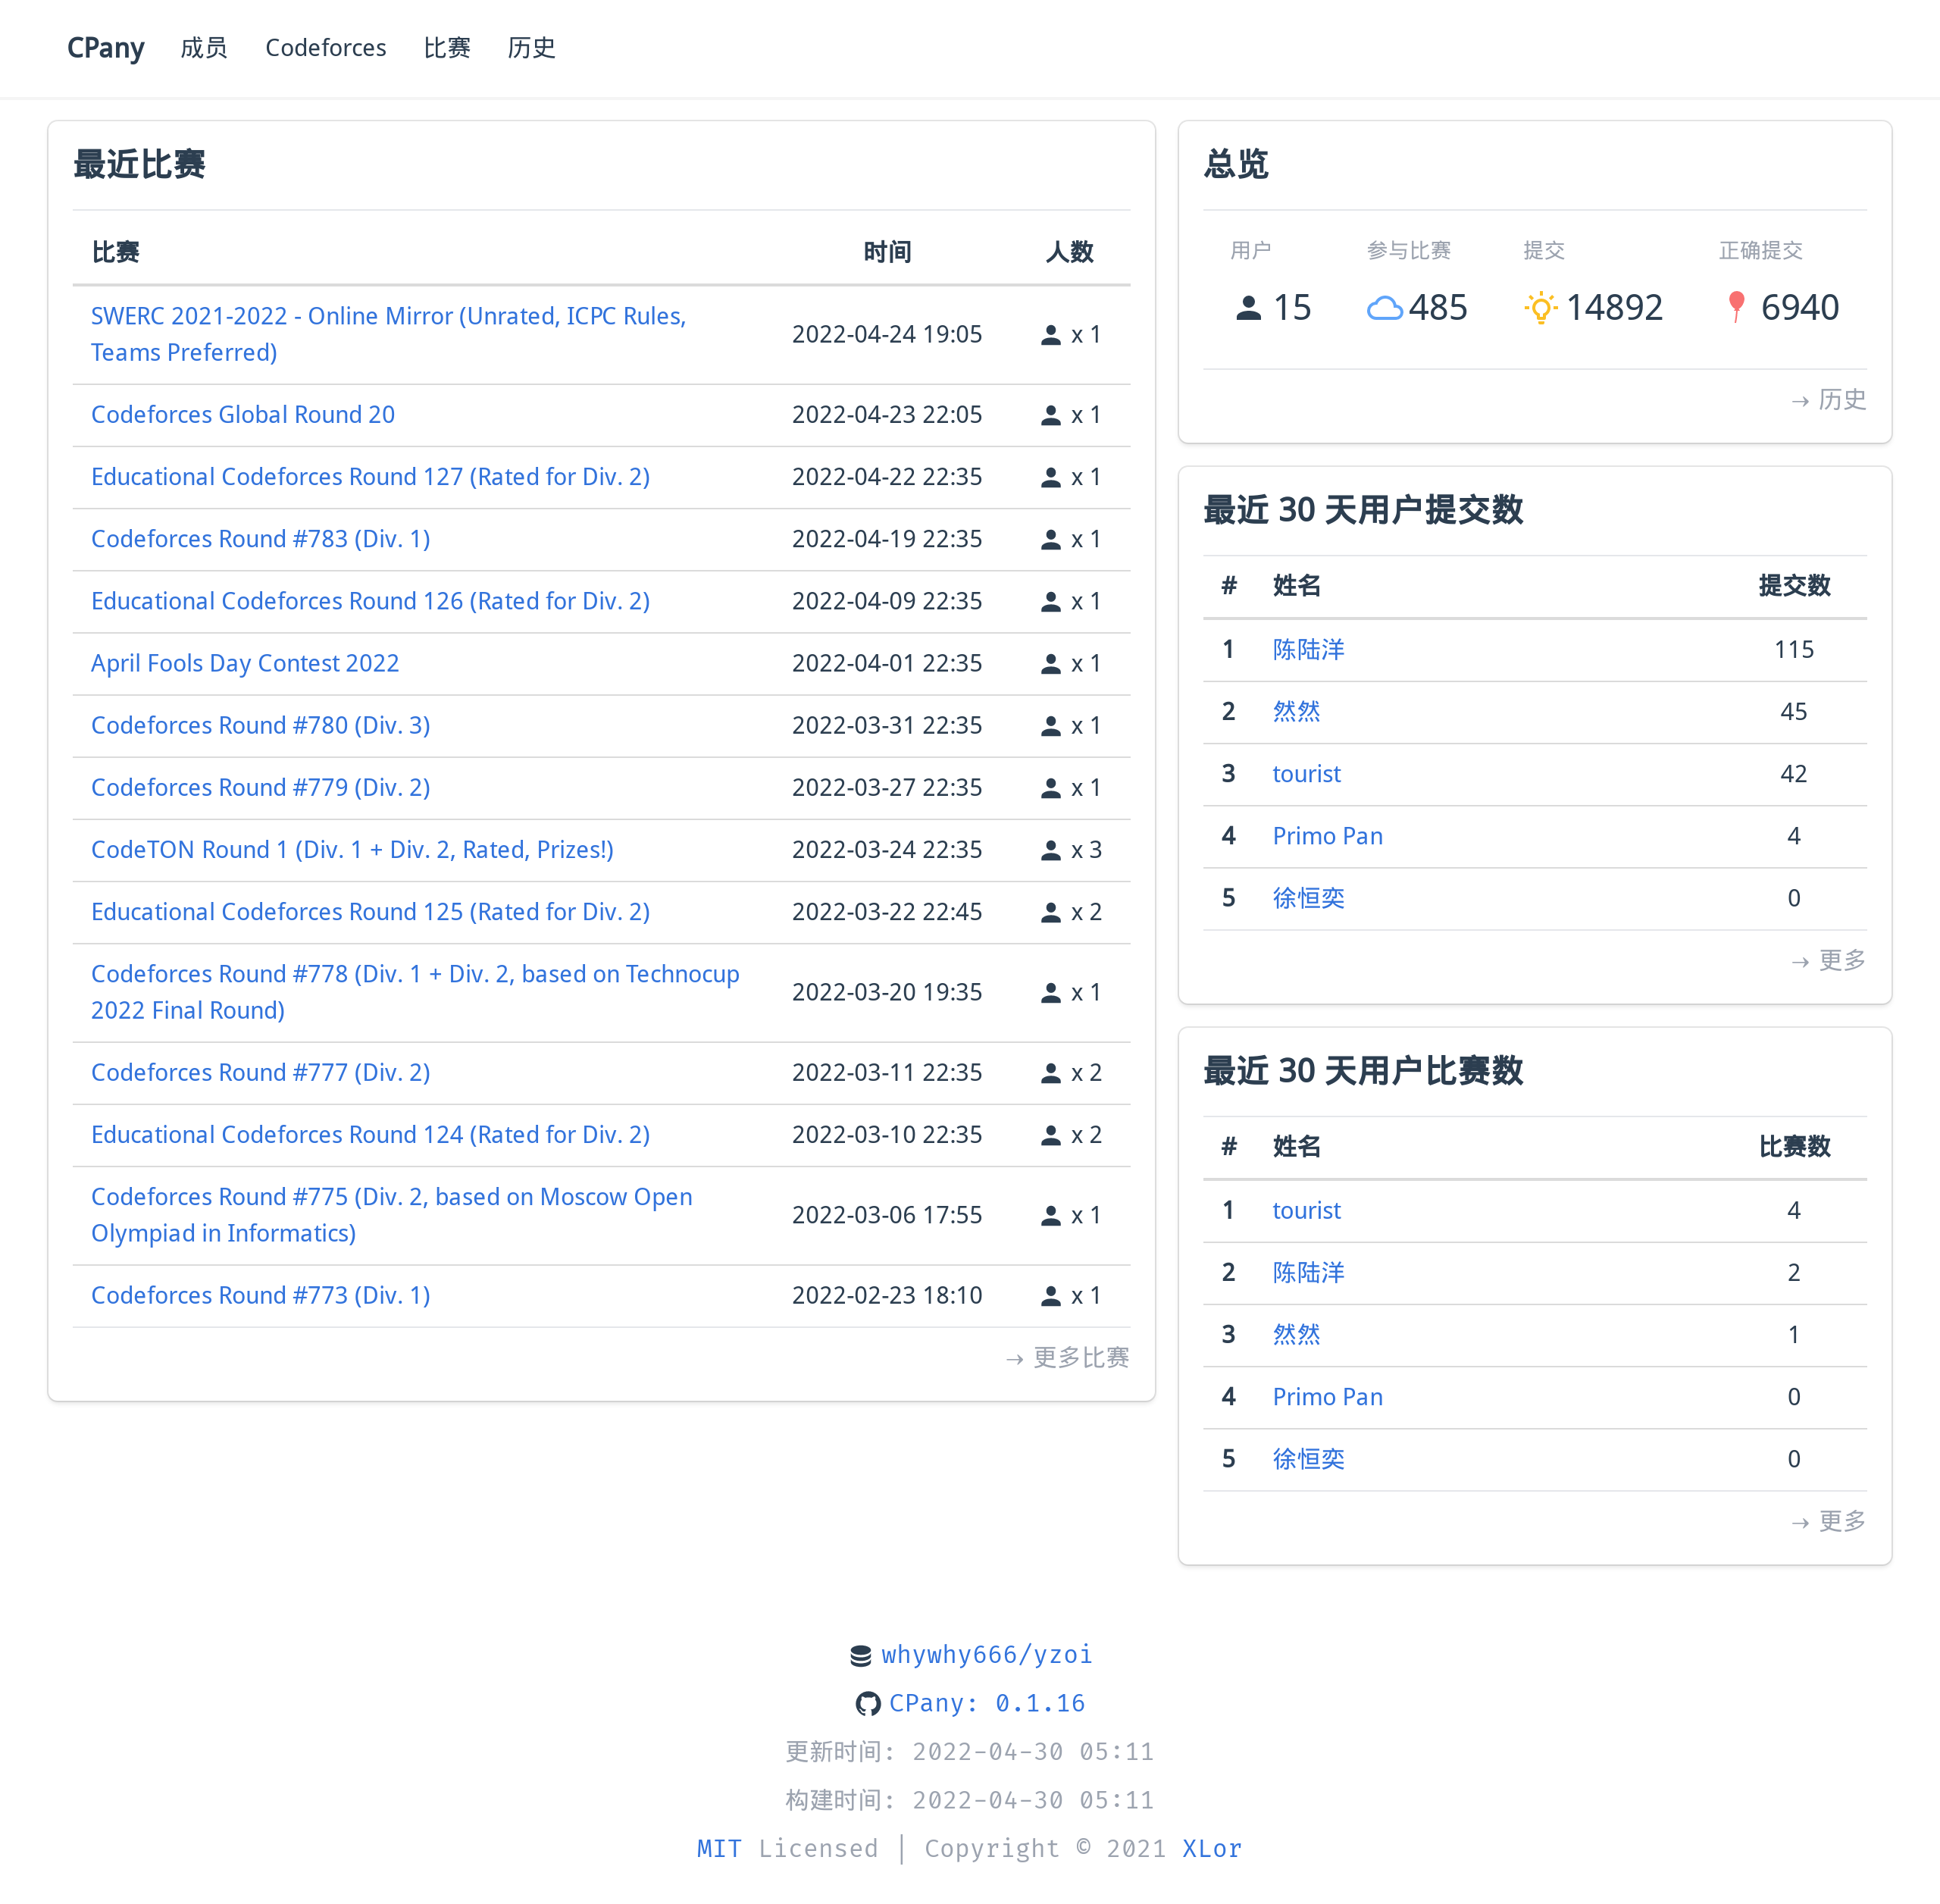 CPany 成员 Codeforces 比赛 历史
最近比赛
比赛 时间 人数
SWERC 2021-2022 - Online Mirror (Unrated, ICPC Rules,
Teams Preferred) 2022-04-24 19:05 x 1
Codeforces Global Round 20 2022-04-23 22:05 x 1
Educational Codeforces Round 127 (Rated for Div. 2) 2022-04-22 22:35 x 1
Codeforces Round #783 (Div. 1) 2022-04-19 22:35 x 1
Educational Codeforces Round 126 (Rated for Div. 2) 2022-04-09 22:35 x 1
April Fools Day Contest 2022 2022-04-01 22:35 x 1
Codeforces Round #780 (Div. 3) 2022-03-31 22:35 x 1
Codeforces Round #779 (Div. 2) 2022-03-27 22:35 x 1
CodeTON Round 1 (Div. 1 + Div. 2, Rated, Prizes!) 2022-03-24 22:35 x 3
Educational Codeforces Round 125 (Rated for Div. 2) 2022-03-22 22:45 x 2
Codeforces Round #778 (Div. 1 + Div. 2, based on Technocup
2022 Final Round) 2022-03-20 19:35 x 1
Codeforces Round #777 (Div. 2) 2022-03-11 22:35 x 2
Educational Codeforces Round 124 (Rated for Div. 2) 2022-03-10 22:35 x 2
Codeforces Round #775 (Div. 2, based on Moscow Open
Olympiad in Informatics) 2022-03-06 17:55 x 1
Codeforces Round #773 (Div. 1) 2022-02-23 18:10 x 1
→ 更多比赛
总览
用户 参与比赛 提交 正确提交
15 485 14892 6940
→ 历史
最近 30 天用户提交数
# 姓名 提交数
1 陈陆洋 115
2 然然 45
3 tourist 42
4 Primo Pan 4
5 徐恒奕 0
→ 更多
最近 30 天用户比赛数
# 姓名 比赛数
1 tourist 4
2 陈陆洋 2
3 然然 1
4 Primo Pan 0
5 徐恒奕 0
→ 更多
whywhy666/yzoi
CPany: 0.1.16
更新时间: 2022-04-30 05:11
构建时间: 2022-04-30 05:11
MIT Licensed | Copyright © 2021 XLor